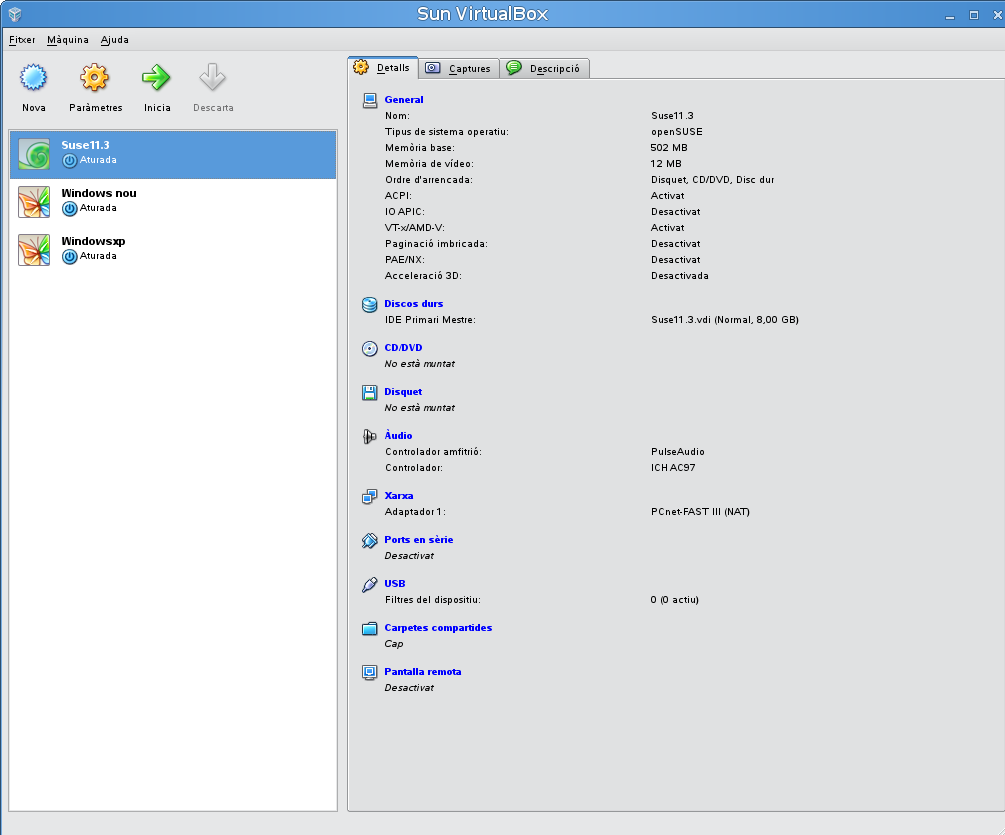 Sun VirtualBox
Fitxer Màquina Ajuda
Nova Paràmetres Inicia Descarta
Suse11.3
Aturada
Windows nou
Aturada
Windowsxp
Aturada
Detalls Captures Descripció
General
Nom: Suse11.3
Tipus de sistema operatiu: openSUSE
Memòria base: 502 MB
Memòria de vídeo: 12 MB
Ordre d'arrencada: Disquet, CD/DVD, Disc dur
ACPI: Activat
IO APIC: Desactivat
VT-x/AMD-V: Activat
Paginació imbricada: Desactivat
PAE/NX: Desactivat
Acceleració 3D: Desactivada
Discos durs
IDE Primari Mestre: Suse11.3.vdi (Normal, 8,00 GB)
CD/DVD
No està muntat
Disquet
No està muntat
Àudio
Controlador amfitrió: PulseAudio
Controlador: ICH AC97
Xarxa
Adaptador 1: PCnet-FAST III (NAT)
Ports en sèrie
Desactivat
USB
Filtres del dispositiu: 0 (0 actiu)
Carpetes compartides
Cap
Pantalla remota
Desactivat